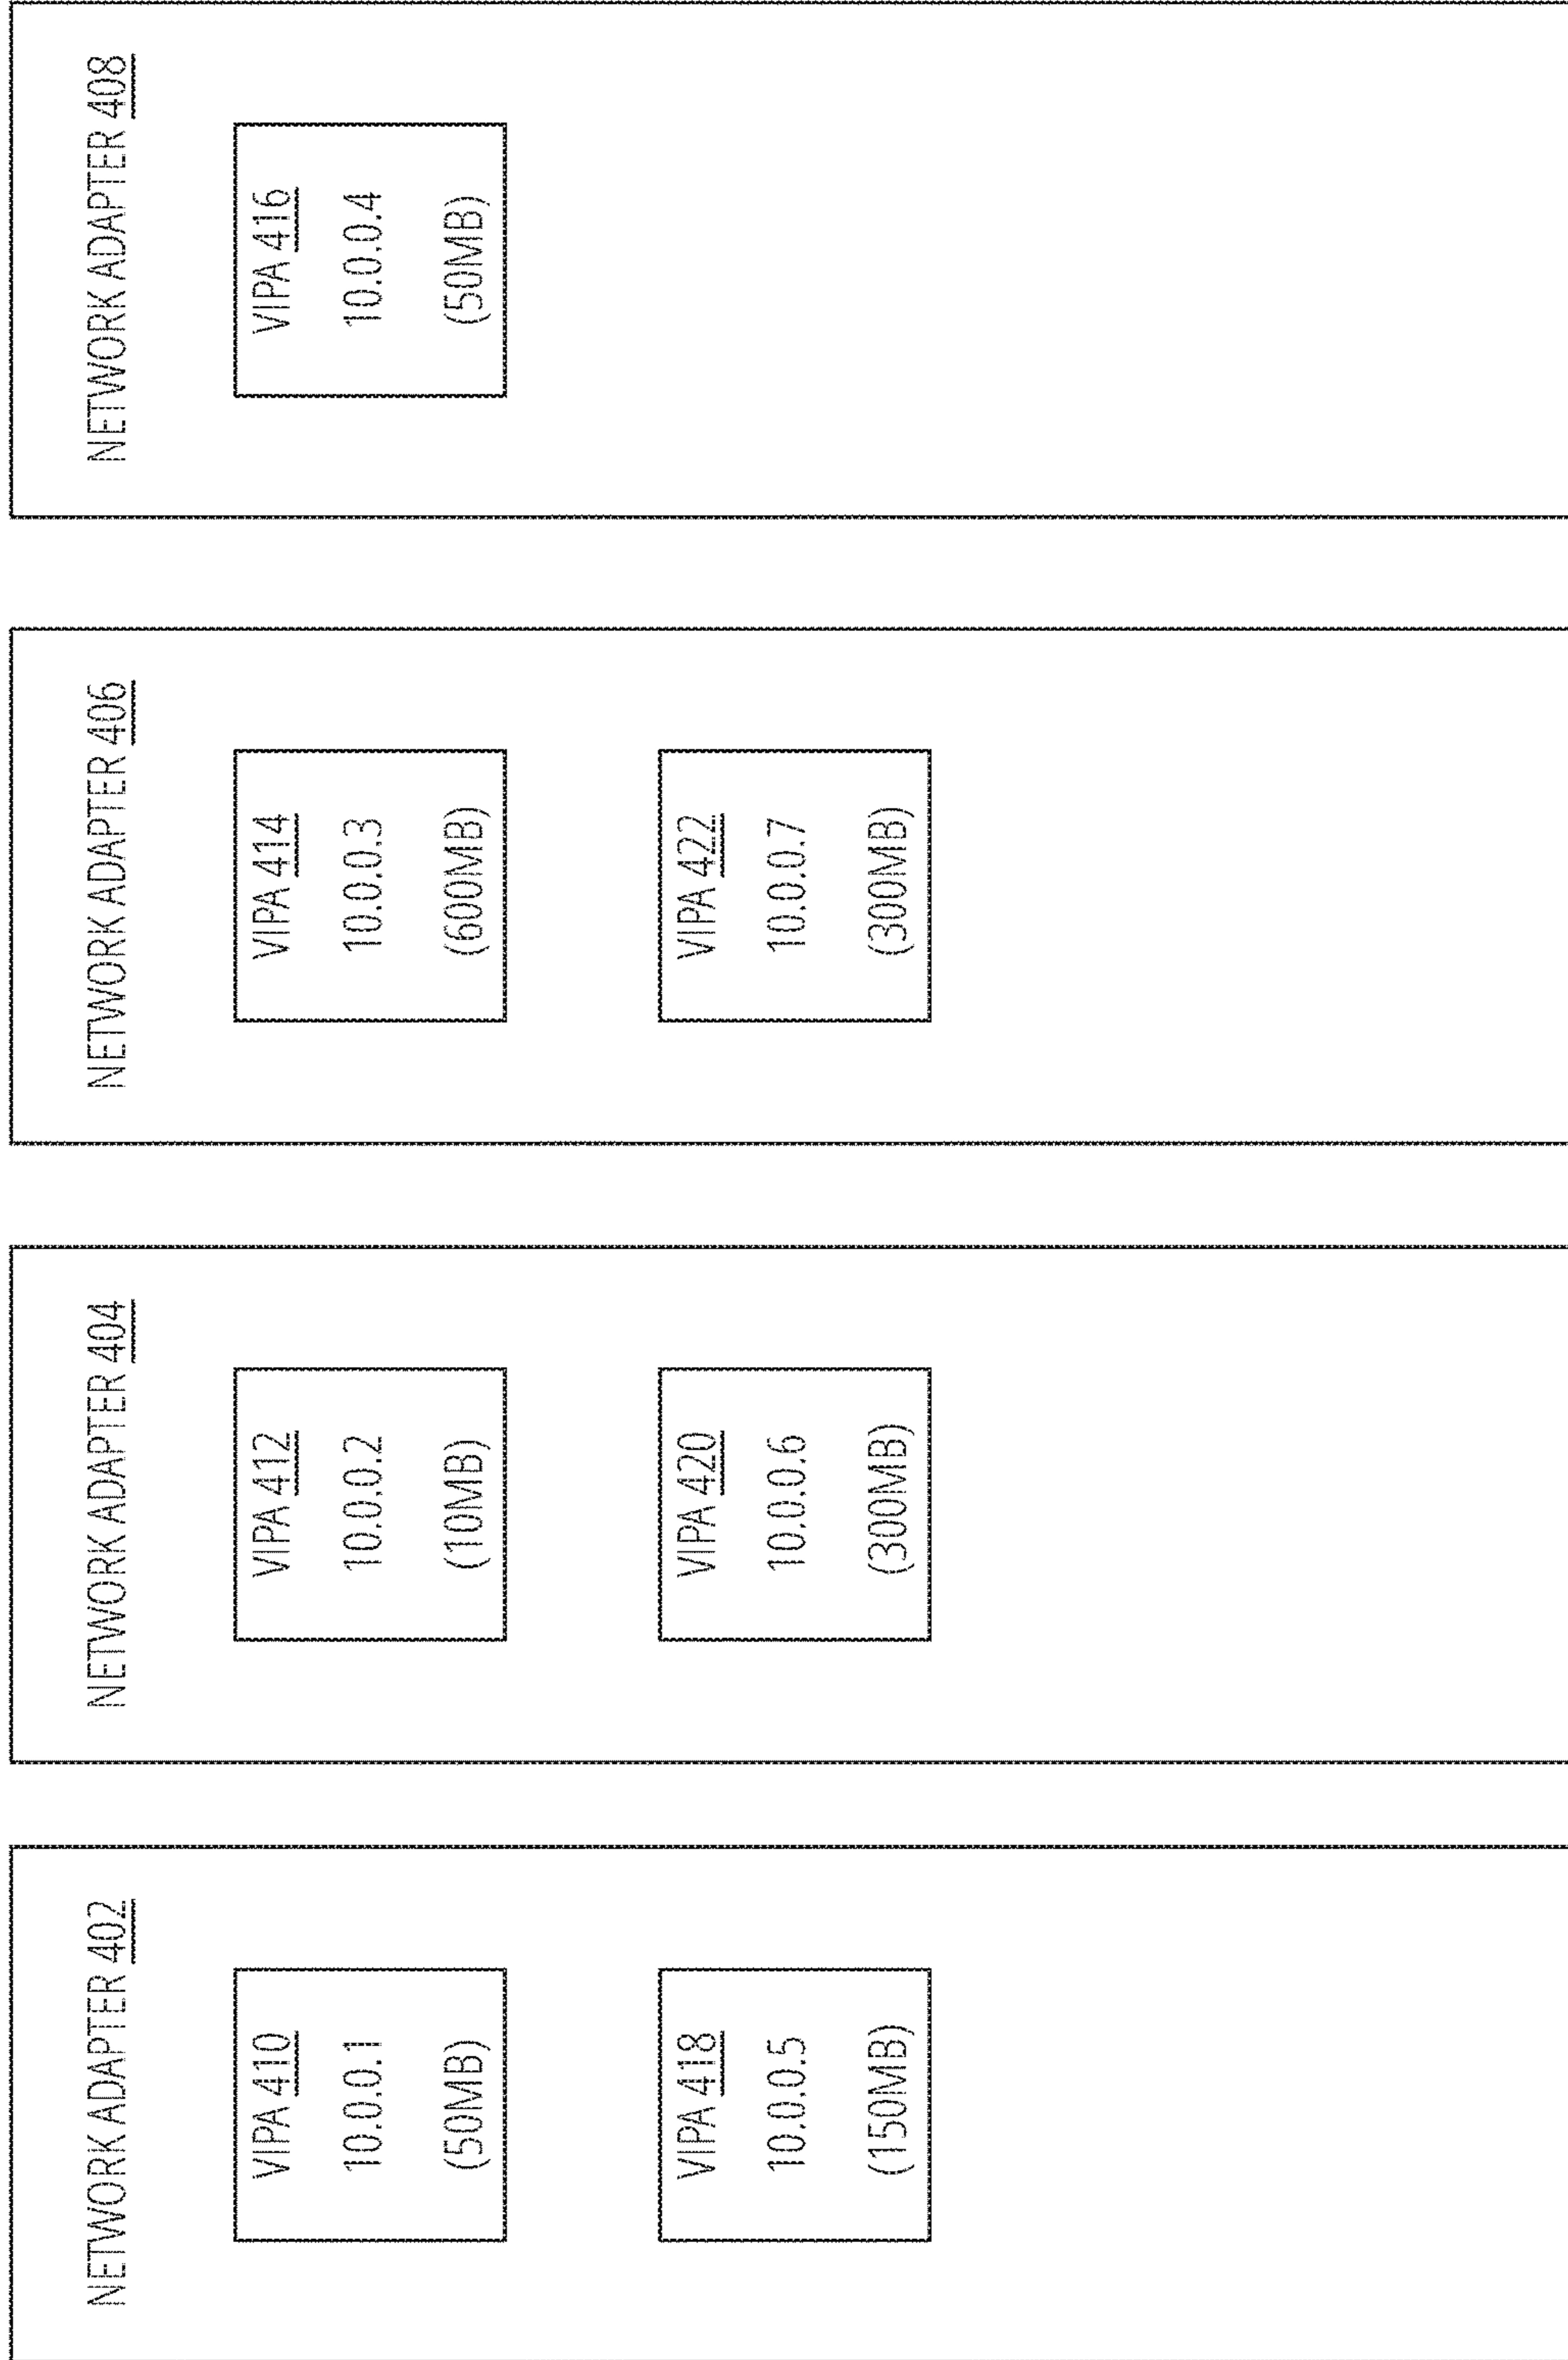 NETWORK ADAPTER 402
VIPA 410
10.0.0.1
(50MB)
VIPA 418
10.0.0.5
(150MB)
NETWORK ADAPTER 404
VIPA 412
10.0.0.2
(10MB)
VIPA 420
10.0.0.6
(300MB)
NETWORK ADAPTER 406
VIPA 414
10.0.0.3
(600MB)
VIPA 422
10.0.0.7
(300MB)
NETWORK ADAPTER 408
VIPA 416
10.0.0.4
(50MB)